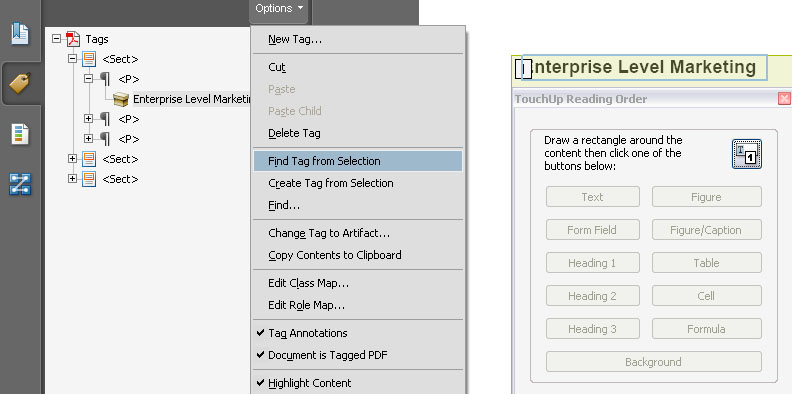 Options
Tags
<Sect>
<P>
Enterprise Level Marketin
<P>
<P>
<Sect>
<Sect>
New Tag...
Cut
Paste
Paste Child
Delete Tag
Find Tag from Selection
Create Tag from Selection
Find...
Change Tag to Artifact...
Copy Contents to Clipboard
Edit Class Map...
Edit Role Map...
Tag Annotations
Document is Tagged PDF
Highlight Content
Enterprise Level Marketing
TouchUp Reading Order
Draw a rectangle around the
content then click one of the
buttons below:
1
Text Figure
Form Field Figure/Caption
Heading 1 Table
Heading 2 Cell
Heading 3 Formula
Background